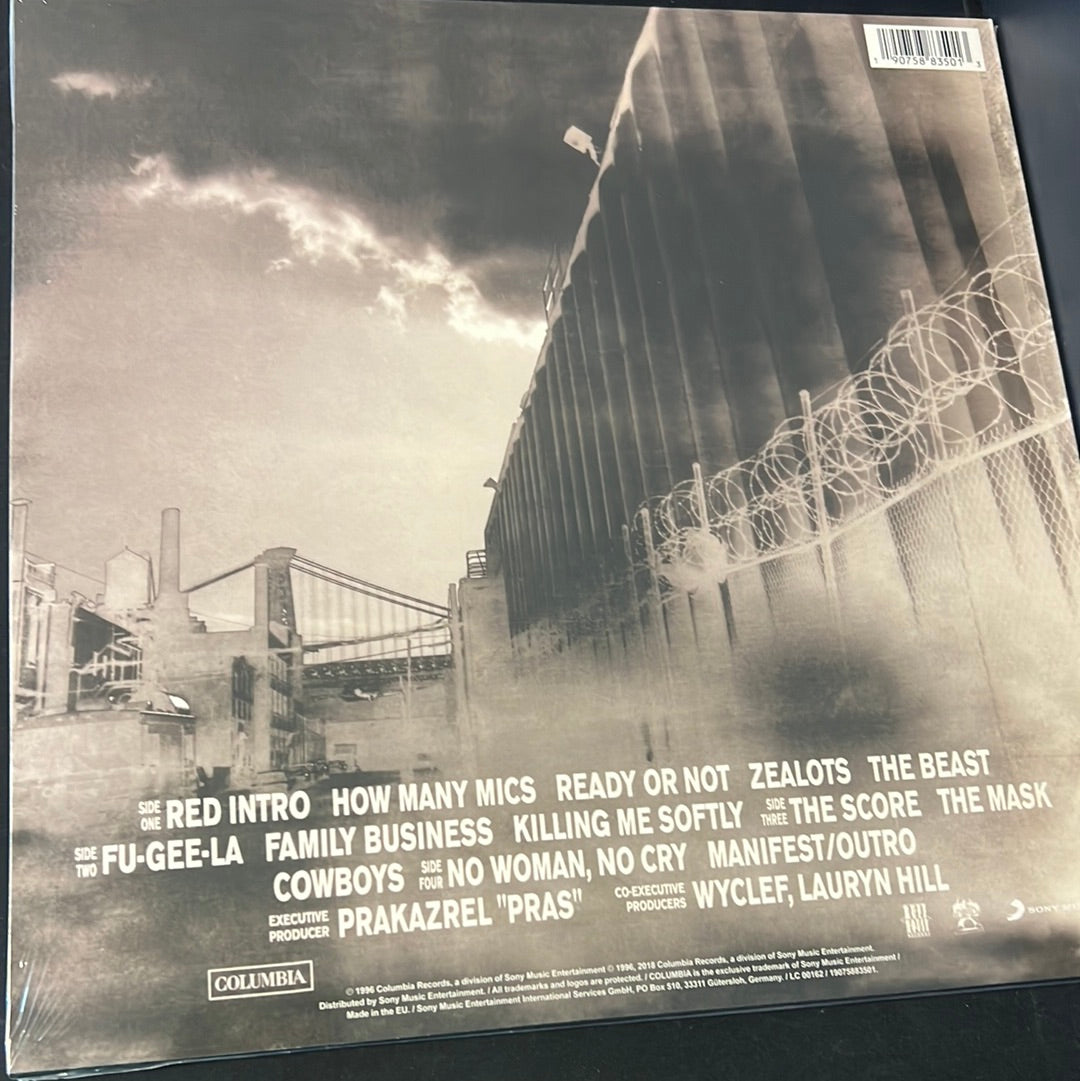 1 90758 83501 3
SIDE ONE RED INTRO HOW MANY MICS READY OR NOT ZEALOTS THE BEAST
SIDE TWO FU-GEE-LA FAMILY BUSINESS KILLING ME SOFTLY SIDE THREE THE SCORE THE MASK
COWBOYS SIDE FOUR NO WOMAN, NO CRY MANIFEST/OUTRO
EXECUTIVE PRODUCER PRAKAZREL "PRAS" CO-EXECUTIVE PRODUCERS WYCLEF, LAURYN HILL
SONY
COLUMBIA
© 1996 Columbia Records, a division of Sony Music Entertainment ℗ 1996, 2018 Columbia Records, a division of Sony Music Entertainment.
Distributed by Sony Music Entertainment. / All trademarks and logos are protected. / COLUMBIA is the exclusive trademark of Sony Music Entertainment /
Made in the EU. / Sony Music Entertainment International Services GmbH, PO Box 510, 33311 Gütersloh, Germany. / LC 00162 / 19075883501.